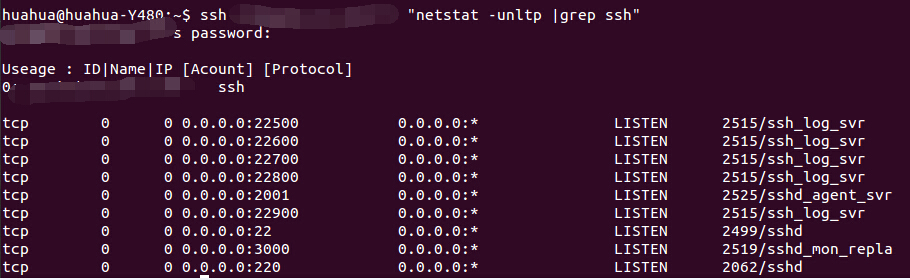 huahua@huahua-Y480:~$ ssh "netstat -unltp |grep ssh"
s password:
Useage : ID|Name|IP [Acount] [Protocol]
0: ssh
tcp 0 0 0.0.0.0:22500 0.0.0.0:* LISTEN 2515/ssh_log_svr
tcp 0 0 0.0.0.0:22600 0.0.0.0:* LISTEN 2515/ssh_log_svr
tcp 0 0 0.0.0.0:22700 0.0.0.0:* LISTEN 2515/ssh_log_svr
tcp 0 0 0.0.0.0:22800 0.0.0.0:* LISTEN 2515/ssh_log_svr
tcp 0 0 0.0.0.0:2001 0.0.0.0:* LISTEN 2525/sshd_agent_svr
tcp 0 0 0.0.0.0:22900 0.0.0.0:* LISTEN 2515/ssh_log_svr
tcp 0 0 0.0.0.0:22 0.0.0.0:* LISTEN 2499/sshd
tcp 0 0 0.0.0.0:3000 0.0.0.0:* LISTEN 2519/sshd_mon_repla
tcp 0 0 0.0.0.0:220 0.0.0.0:* LISTEN 2062/sshd